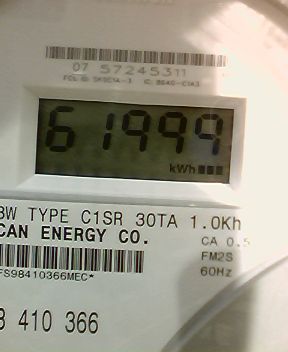 07 57245311
61999
kWh
3W TYPE C1SR 30TA 1.0Kh
CAN ENERGY CO.
CA 0.5
FM2S
60Hz
FS98410366MEC*
8 410 366